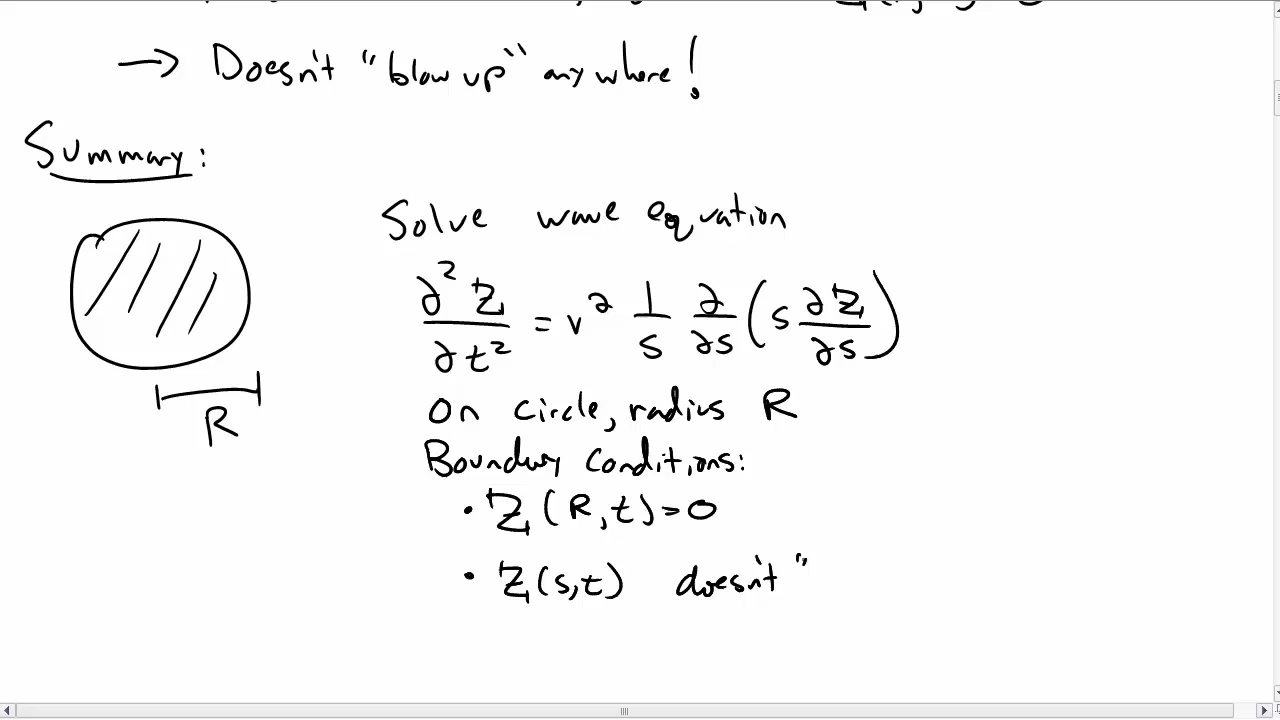 → Doesn't "blow up" anywhere!
Summary:
Solve wave equation
∂²Z/∂t² = v² 1/s ∂/∂s (s ∂Z/∂s)
On circle, radius R
R
Boundary Conditions:
• Z(R,t)=0
• Z(s,t) doesn't "